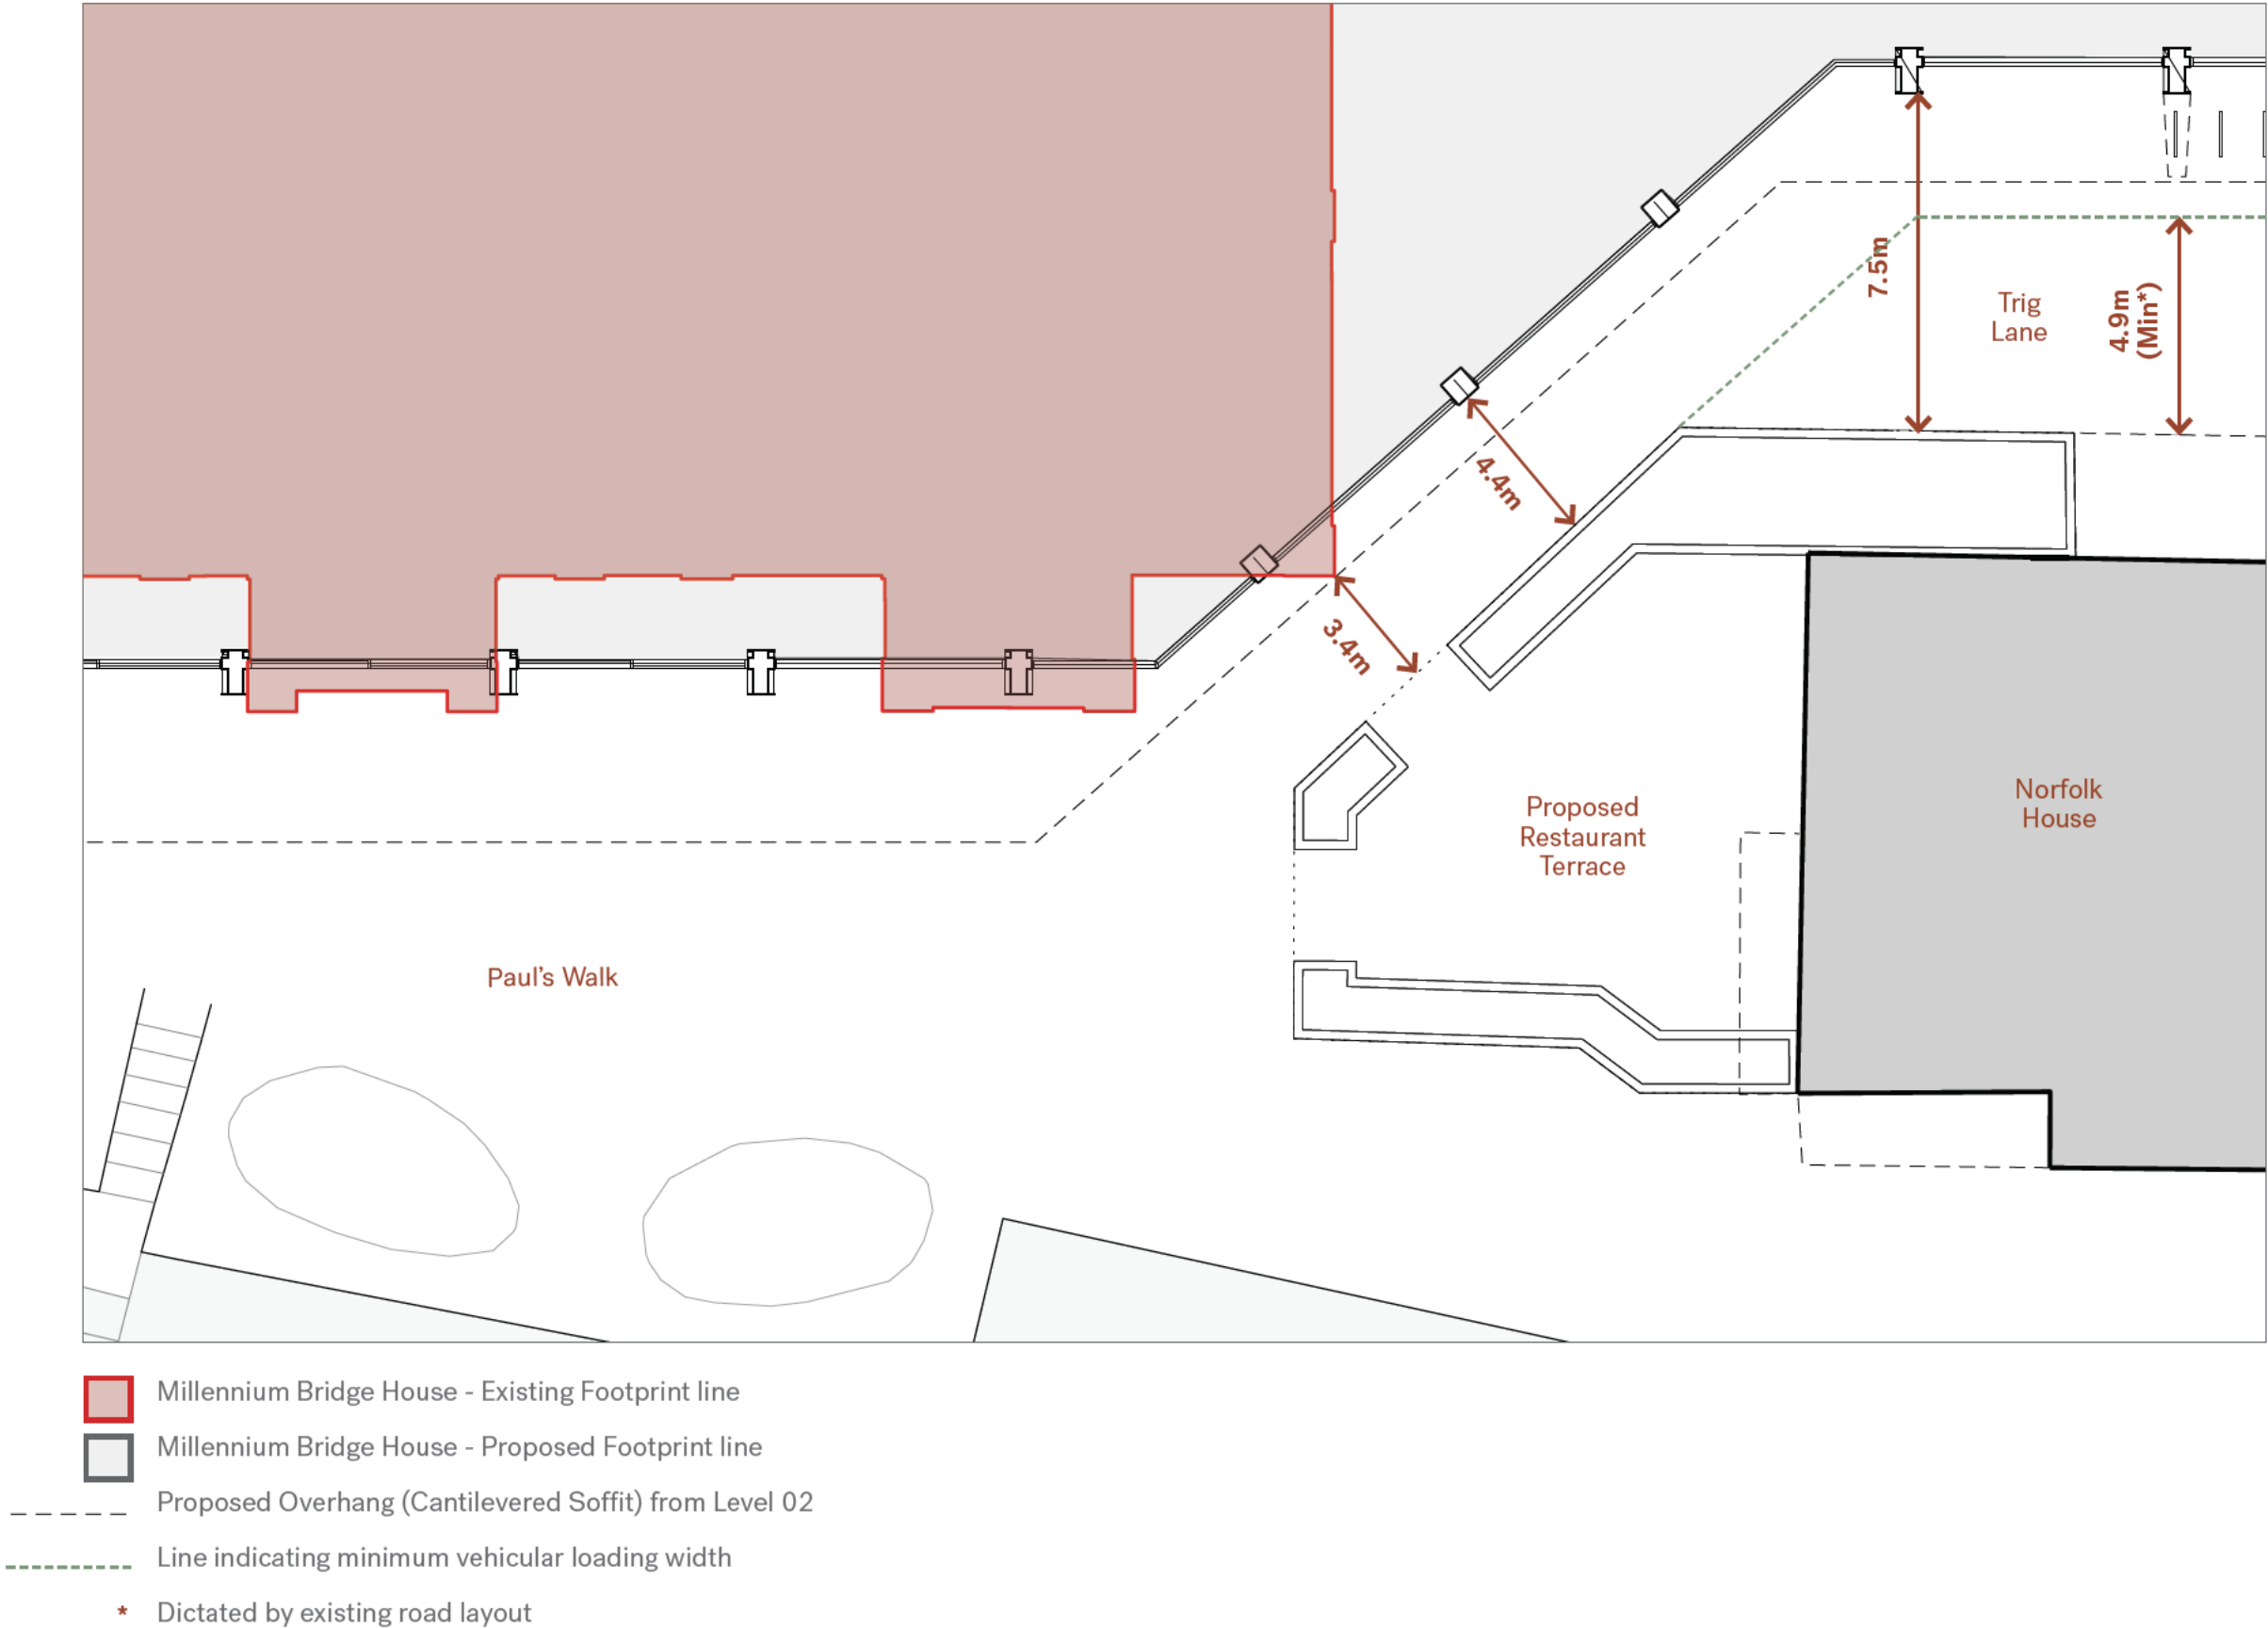 7.5m
Trig
Lane
4.9m
(Min*)
4.4m
3.4m
Proposed
Restaurant
Terrace
Norfolk
House
Paul's Walk
Millennium Bridge House - Existing Footprint line
Millennium Bridge House - Proposed Footprint line
Proposed Overhang (Cantilevered Soffit) from Level 02
Line indicating minimum vehicular loading width
* Dictated by existing road layout